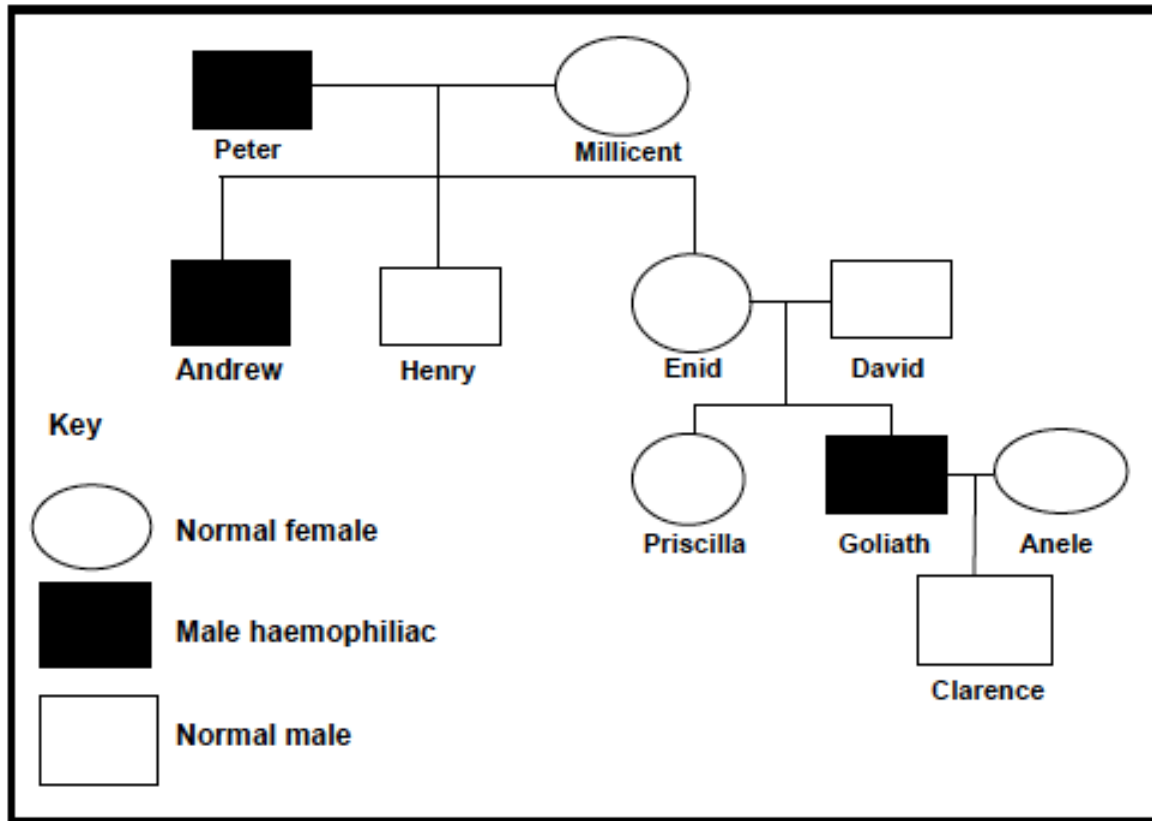 Peter
Millicent
Andrew
Henry
Enid
David
Key
Normal female
Priscilla
Goliath
Anele
Male haemophiliac
Clarence
Normal male